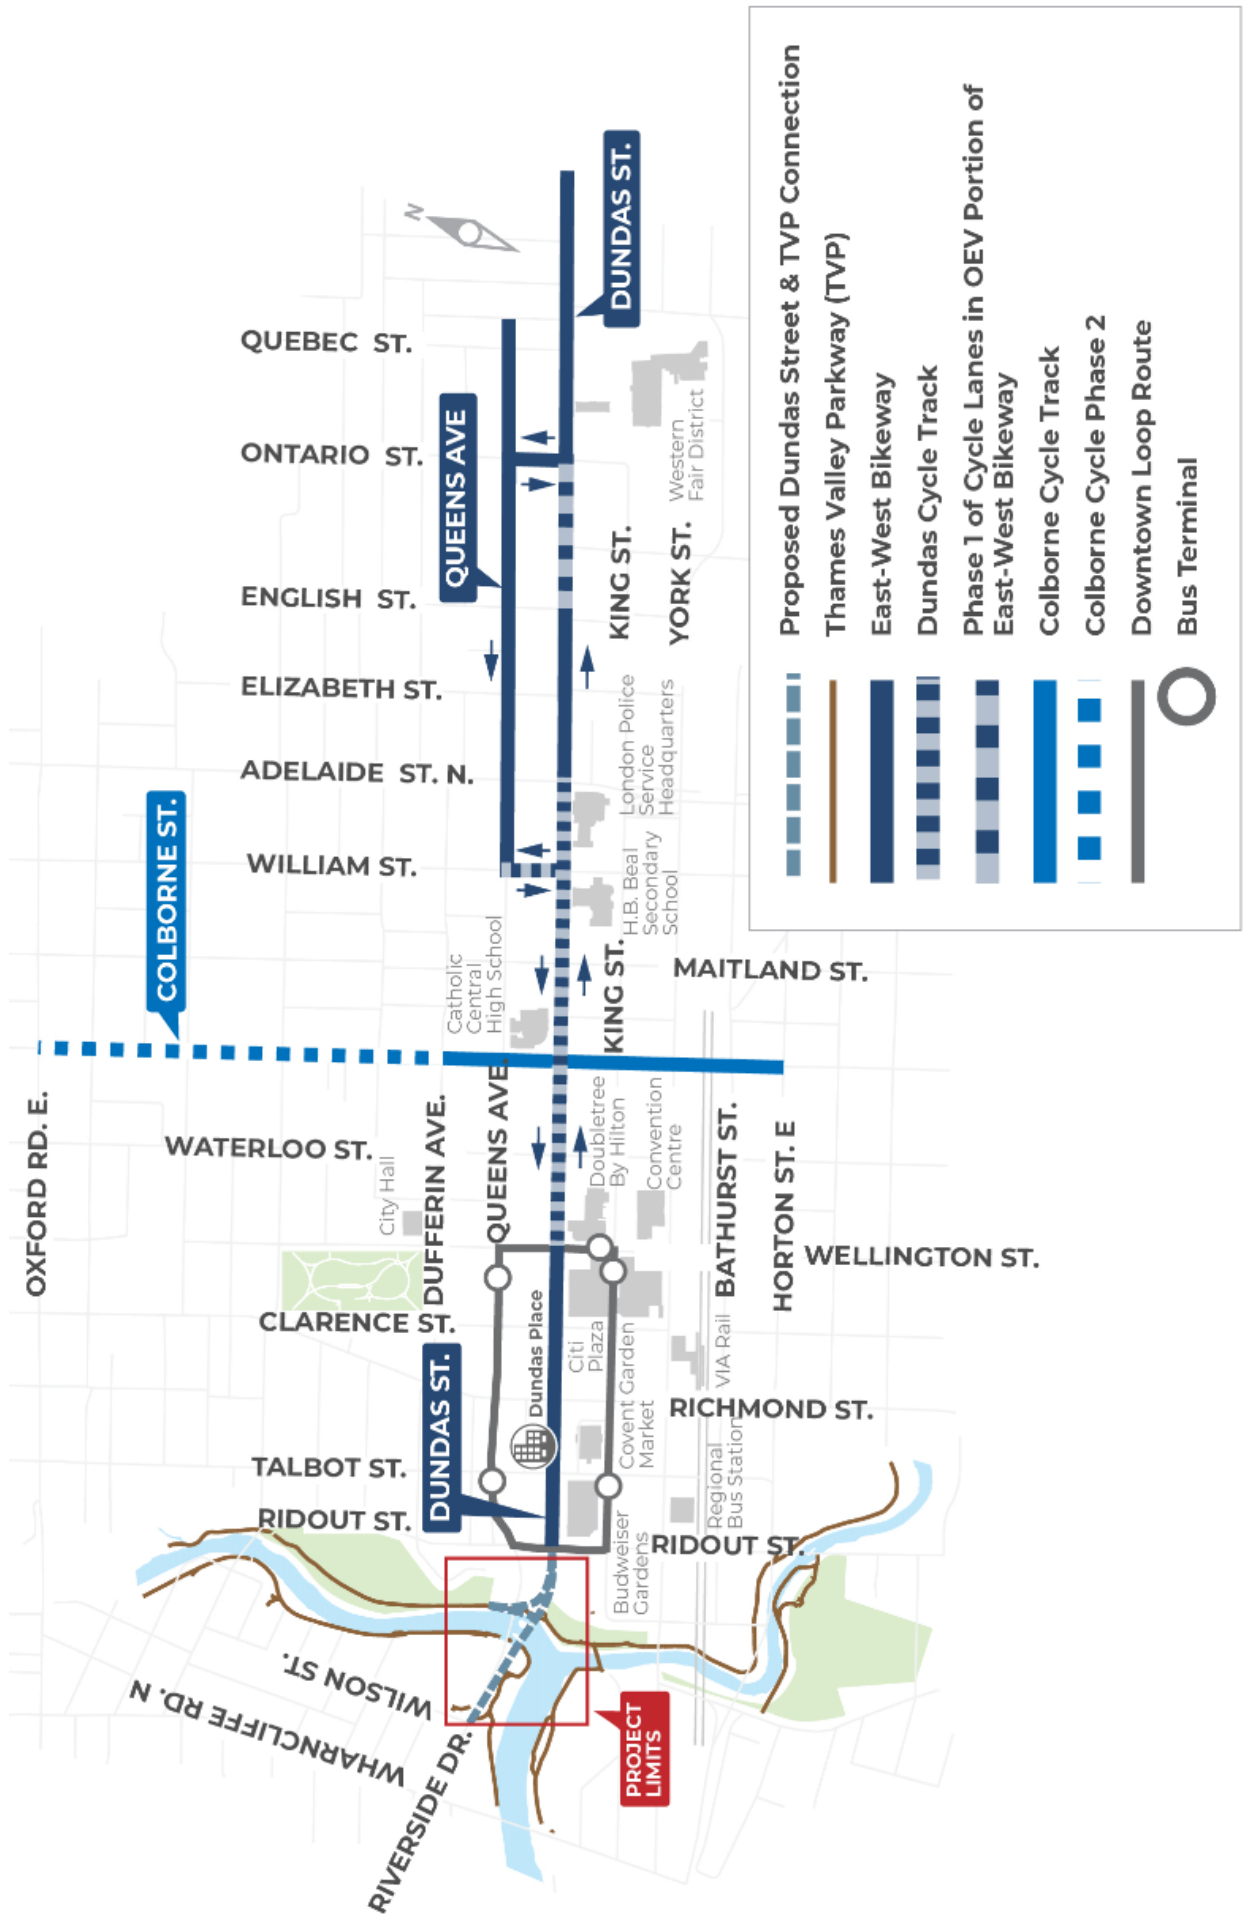 OXFORD RD. E.
COLBORNE ST.
WHARNCLIFFE RD. N
WILSON ST.
RIVERSIDE DR.
RIDOUT ST.
TALBOT ST.
CLARENCE ST.
WATERLOO ST.
WILLIAM ST.
ADELAIDE ST. N.
ELIZABETH ST.
ENGLISH ST.
ONTARIO ST.
QUEBEC ST.
N
City Hall
DUFFERIN AVE.
DUNDAS ST.
QUEENS AVE.
QUEENS AVE
Catholic
Central
High School
Dundas Place
DUNDAS ST.
Citi
Plaza
Doubletree
By Hilton
KING ST.
H.B. Beal
Secondary
School
London Police
Service
Headquarters
KING ST.
YORK ST.
Western
Fair District
PROJECT
LIMITS
Budweiser
Gardens
Covent Garden
Market
Convention
Centre
RIDOUT ST.
Regional
Bus Station
RICHMOND ST.
VIA Rail
BATHURST ST.
HORTON ST. E
WELLINGTON ST.
MAITLAND ST.
Proposed Dundas Street & TVP Connection
Thames Valley Parkway (TVP)
East-West Bikeway
Dundas Cycle Track
Phase 1 of Cycle Lanes in OEV Portion of
East-West Bikeway
Colborne Cycle Track
Colborne Cycle Phase 2
Downtown Loop Route
Bus Terminal